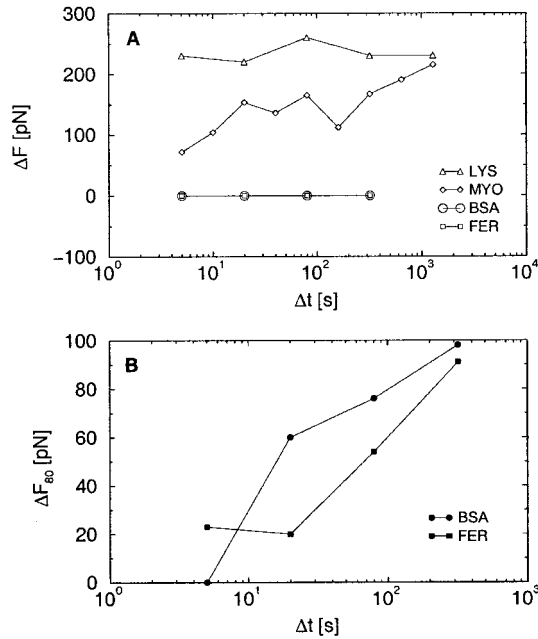 A
300
200
100
0
−100
ΔF [pN]
LYS
MYO
BSA
FER
10⁰ 10¹ 10² 10³ 10⁴
Δt [s]
B
100
80
60
40
20
0
ΔF₈₀ [pN]
BSA
FER
10⁰ 10¹ 10² 10³
Δt [s]